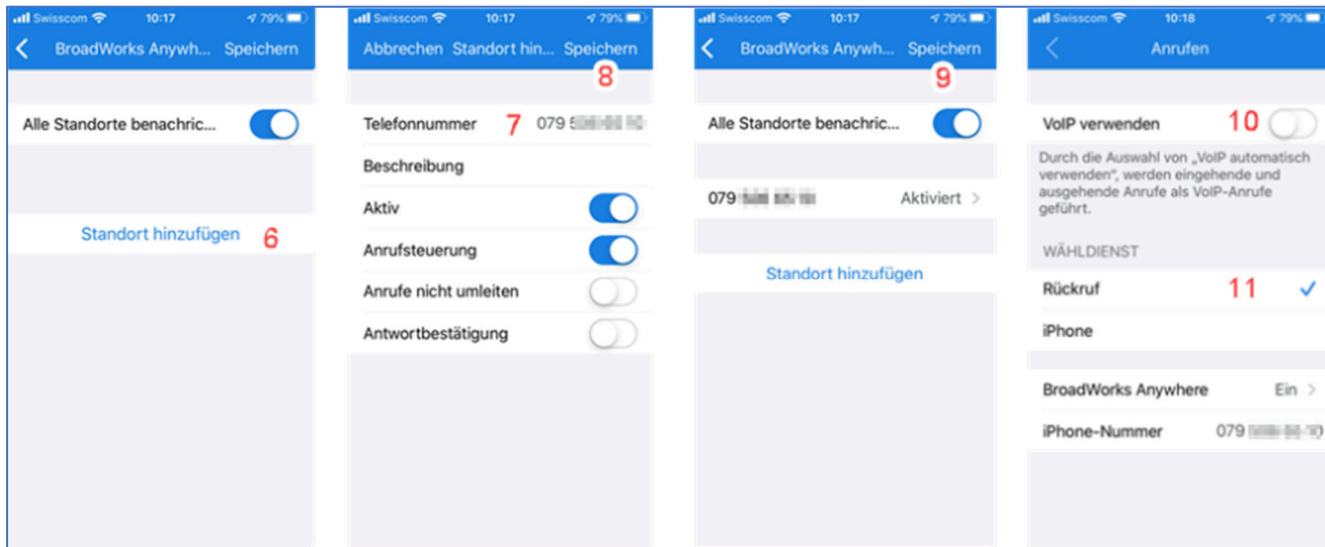 Swisscom 10:17 79%
BroadWorks Anywh... Speichern
Alle Standorte benachric...
Standort hinzufügen 6
Swisscom 10:17 79%
Abbrechen Standort hin... Speichern
8
Telefonnummer 7 079
Beschreibung
Aktiv
Anrufsteuerung
Anrufe nicht umleiten
Antwortbestätigung
Swisscom 10:17 79%
BroadWorks Anywh... Speichern
9
Alle Standorte benachric...
079 Aktiviert
Standort hinzufügen
Swisscom 10:18 79%
Anrufen
VoIP verwenden 10
Durch die Auswahl von „VoIP automatisch
verwenden", werden eingehende und
ausgehende Anrufe als VoIP-Anrufe
geführt.
WÄHLDIENST
Rückruf 11
iPhone
BroadWorks Anywhere Ein
iPhone-Nummer 079